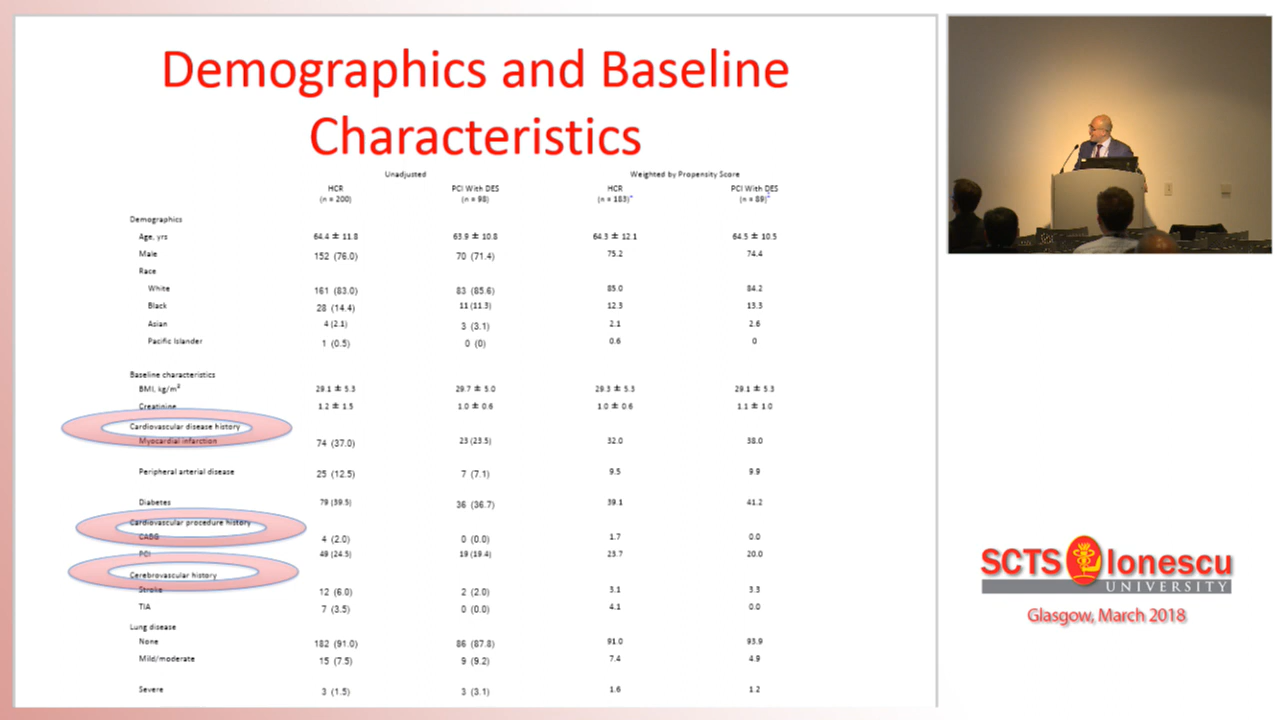 Demographics and Baseline
Characteristics
Unadjusted Weighted by Propensity Score
HCR PCI With DES HCR PCI With DES
(n = 200) (n = 98) (n = 183)* (n = 89)*
Demographics
Age, yrs 64.4 ± 11.8 63.9 ± 10.8 64.3 ± 12.1 64.5 ± 10.5
Male 152 (76.0) 70 (71.4) 75.2 74.4
Race
White 161 (83.0) 83 (85.6) 85.0 84.2
Black 28 (14.4) 11 (11.3) 12.3 13.3
Asian 4 (2.1) 3 (3.1) 2.1 2.6
Pacific Islander 1 (0.5) 0 (0) 0.6 0
Baseline characteristics
BMI, kg/m² 29.1 ± 5.3 29.7 ± 5.0 29.3 ± 5.3 29.1 ± 5.3
Creatinine 1.2 ± 1.5 1.0 ± 0.6 1.0 ± 0.6 1.1 ± 1.0
Cardiovascular disease history
Myocardial infarction 74 (37.0) 23 (23.5) 32.0 38.0
Peripheral arterial disease 25 (12.5) 7 (7.1) 9.5 9.9
Diabetes 79 (39.5) 36 (36.7) 39.1 41.2
Cardiovascular procedure history
CABG 4 (2.0) 0 (0.0) 1.7 0.0
PCI 49 (24.5) 19 (19.4) 23.7 20.0
Cerebrovascular history
Stroke 12 (6.0) 2 (2.0) 3.1 3.3
TIA 7 (3.5) 0 (0.0) 4.1 0.0
Lung disease
None 182 (91.0) 86 (87.8) 91.0 93.9
Mild/moderate 15 (7.5) 9 (9.2) 7.4 4.9
Severe 3 (1.5) 3 (3.1) 1.6 1.2
SCTS Ionescu
UNIVERSITY
Glasgow, March 2018